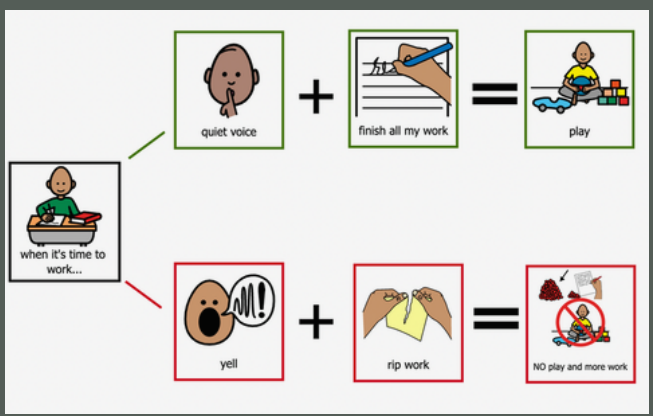 quiet voice
+
finish all my work
=
play
when it's time to
work...
yell
+
rip work
=
NO play and more work